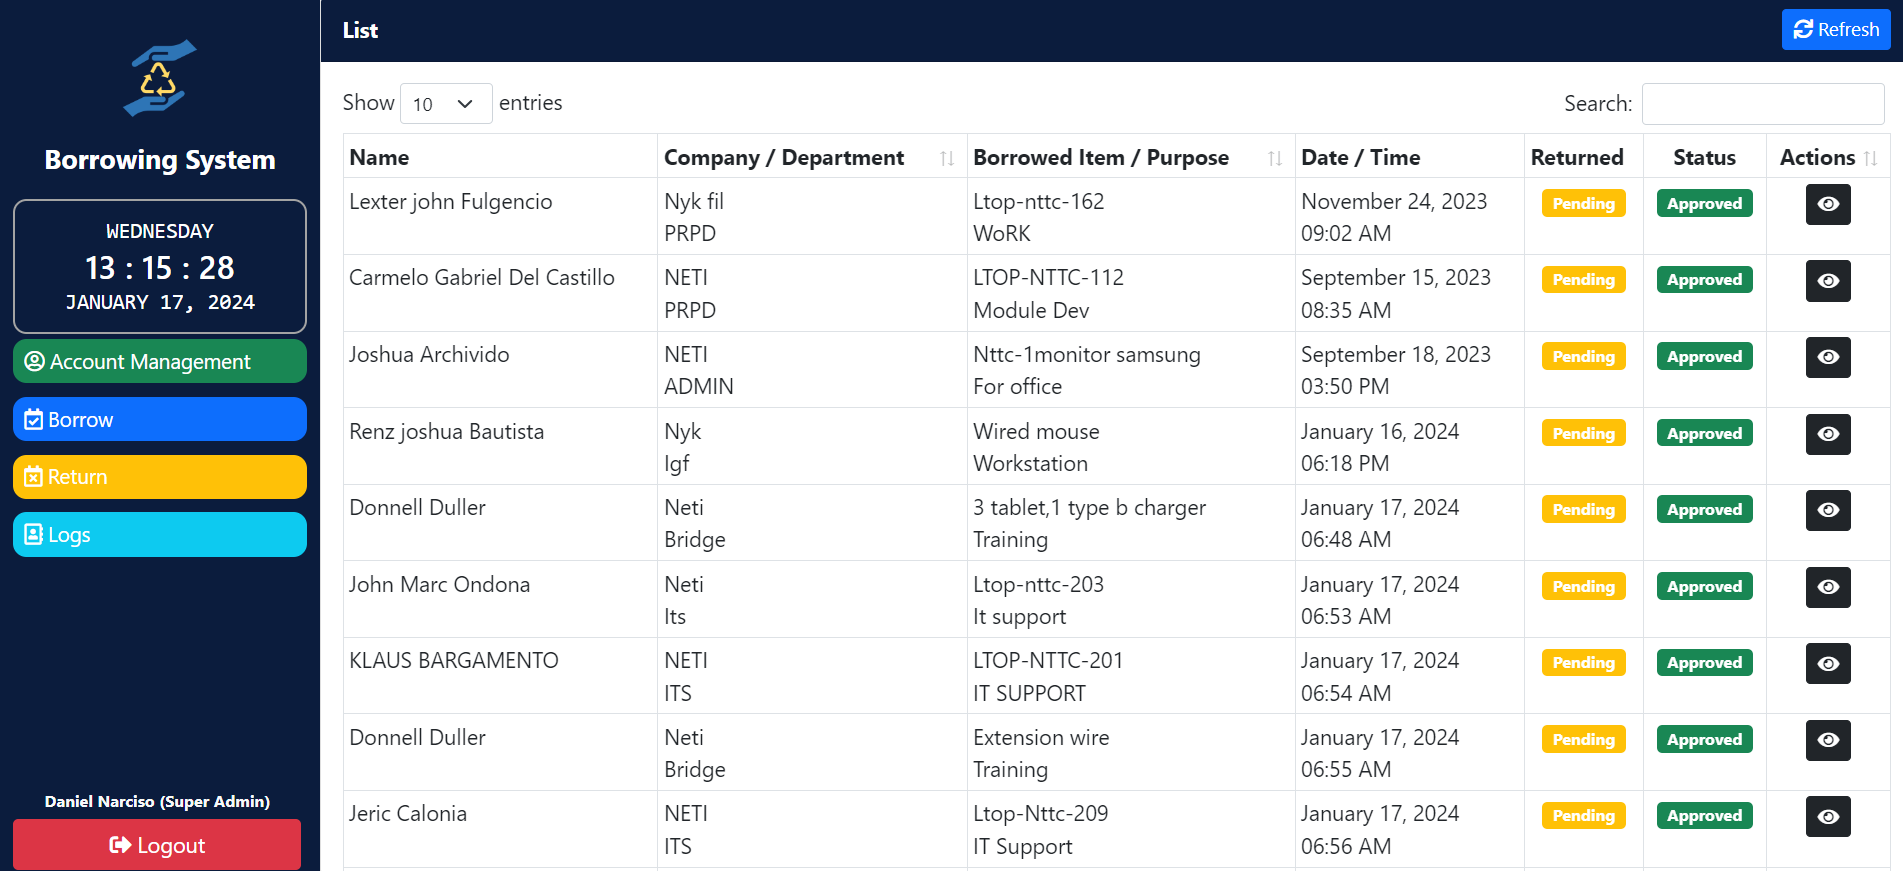 Borrowing System
WEDNESDAY
13 : 15 : 28
JANUARY 17, 2024
Account Management
Borrow
Return
Logs
Daniel Narciso (Super Admin)
Logout
List
Refresh
Show 10 entries
Search:
Name Company / Department Borrowed Item / Purpose Date / Time Returned Status Actions
Lexter john Fulgencio Nyk fil Ltop-nttc-162 November 24, 2023 Pending Approved
PRPD WoRK 09:02 AM
Carmelo Gabriel Del Castillo NETI LTOP-NTTC-112 September 15, 2023 Pending Approved
PRPD Module Dev 08:35 AM
Joshua Archivido NETI Nttc-1monitor samsung September 18, 2023 Pending Approved
ADMIN For office 03:50 PM
Renz joshua Bautista Nyk Wired mouse January 16, 2024 Pending Approved
Igf Workstation 06:18 PM
Donnell Duller Neti 3 tablet,1 type b charger January 17, 2024 Pending Approved
Bridge Training 06:48 AM
John Marc Ondona Neti Ltop-nttc-203 January 17, 2024 Pending Approved
Its It support 06:53 AM
KLAUS BARGAMENTO NETI LTOP-NTTC-201 January 17, 2024 Pending Approved
ITS IT SUPPORT 06:54 AM
Donnell Duller Neti Extension wire January 17, 2024 Pending Approved
Bridge Training 06:55 AM
Jeric Calonia NETI Ltop-Nttc-209 January 17, 2024 Pending Approved
ITS IT Support 06:56 AM